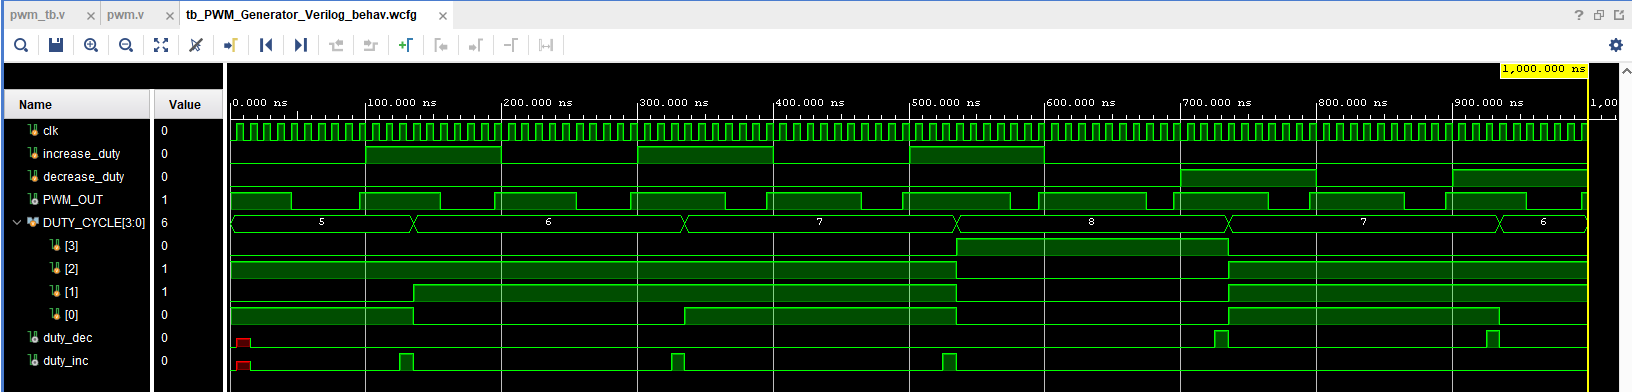 pwm_tb.v × pwm.v × tb_PWM_Generator_Verilog_behav.wcfg ×
?
1,000.000 ns
Name Value
0.000 ns 100.000 ns 200.000 ns 300.000 ns 400.000 ns 500.000 ns 600.000 ns 700.000 ns 800.000 ns 900.000 ns 1,00
clk 0
increase_duty 0
decrease_duty 0
PWM_OUT 1
DUTY_CYCLE[3:0] 6 5 6 7 8 7 6
[3] 0
[2] 1
[1] 1
[0] 0
duty_dec 0
duty_inc 0